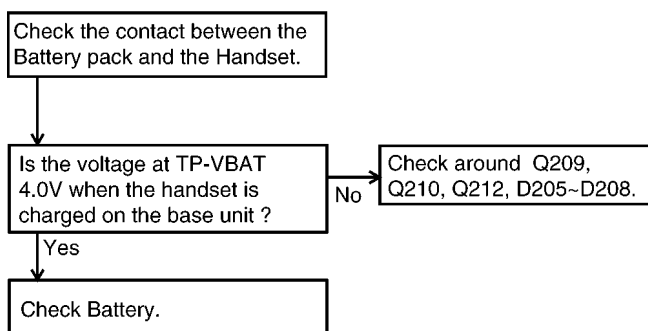 Check the contact between the
Battery pack and the Handset.
Is the voltage at TP-VBAT
4.0V when the handset is
charged on the base unit ?
No
Check around Q209,
Q210, Q212, D205~D208.
Yes
Check Battery.